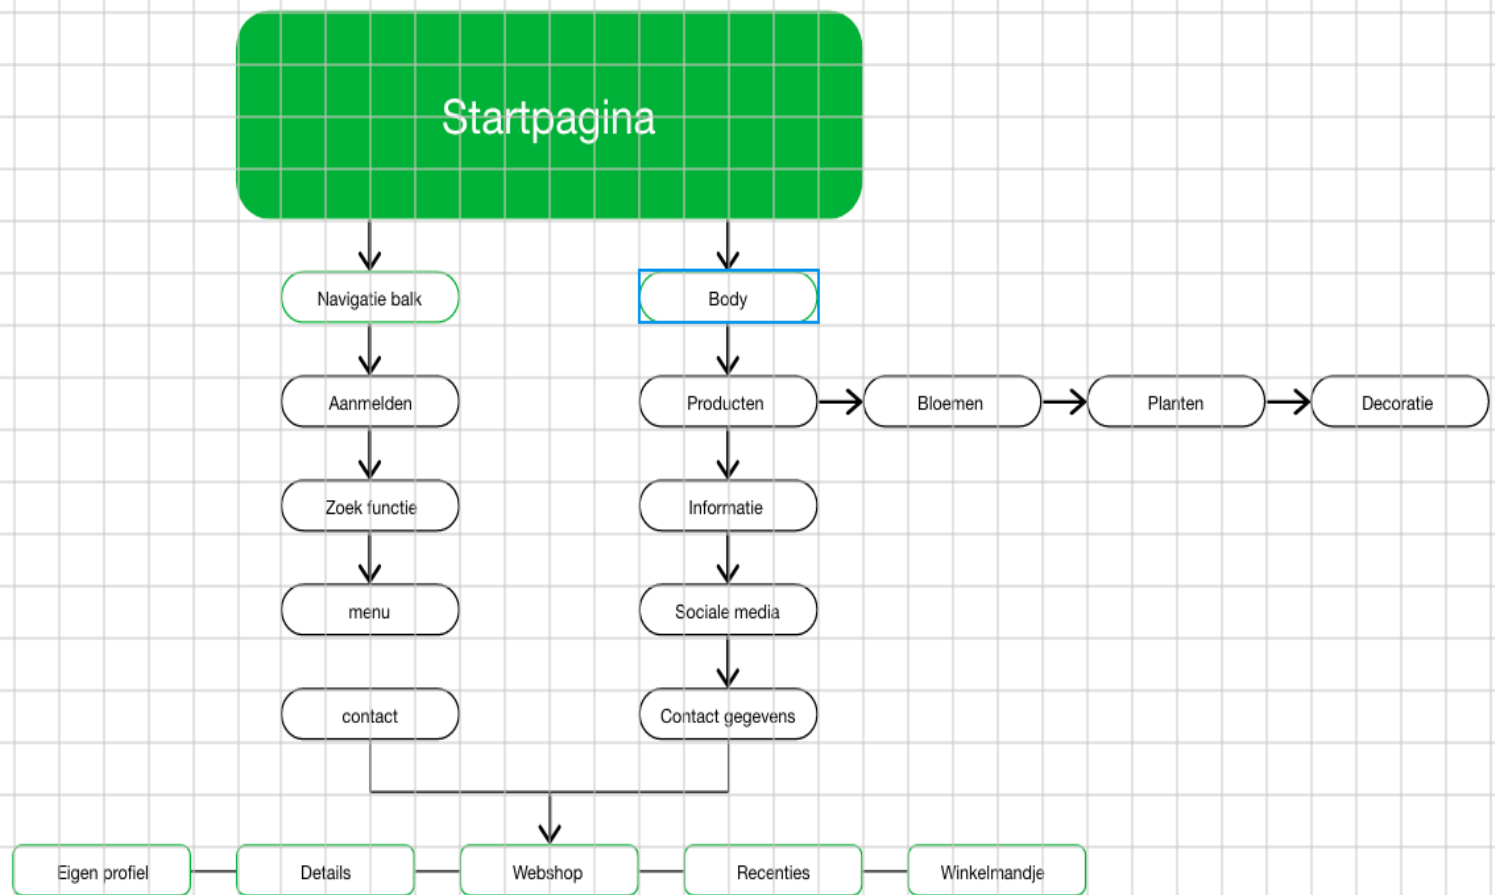 Startpagina
Navigatie balk
Body
Aanmelden
Producten
Bloemen
Planten
Decoratie
Zoek functie
Informatie
menu
Sociale media
contact
Contact gegevens
Eigen profiel
Details
Webshop
Recenties
Winkelmandje